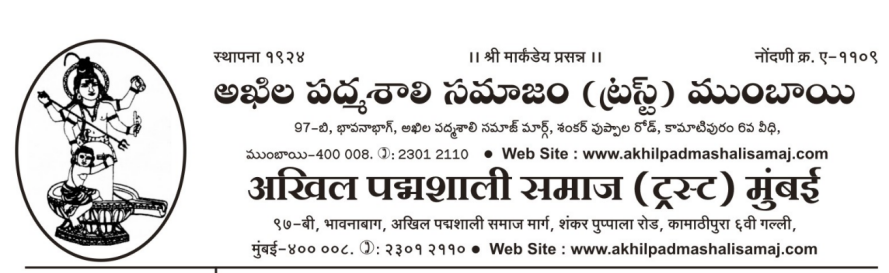 स्थापना १९२४ ।। श्री मार्कंडेय प्रसन्न ।। नोंदणी क्र. ए-११०९
అఖిల పద్మశాలి సమాజం (ట్రస్ట్) ముంబాయి
97-బి, భావనాభాగ్, అఖిల పద్మశాలి సమాజ్ మార్గ్, శంకర్ పుప్పాల రోడ్, కామాటిపురం 6వ వీధి,
ముంబాయి-400 008. ✆: 2301 2110 ● Web Site : www.akhilpadmashalisamaj.com
अखिल पद्मशाली समाज (ट्रस्ट) मुंबई
९७-बी, भावनाबाग, अखिल पद्मशाली समाज मार्ग, शंकर पुप्पाला रोड, कामाठीपुरा ६वी गल्ली,
मुंबई-४०० ००८. ✆: २३०१ २११० ● Web Site : www.akhilpadmashalisamaj.com